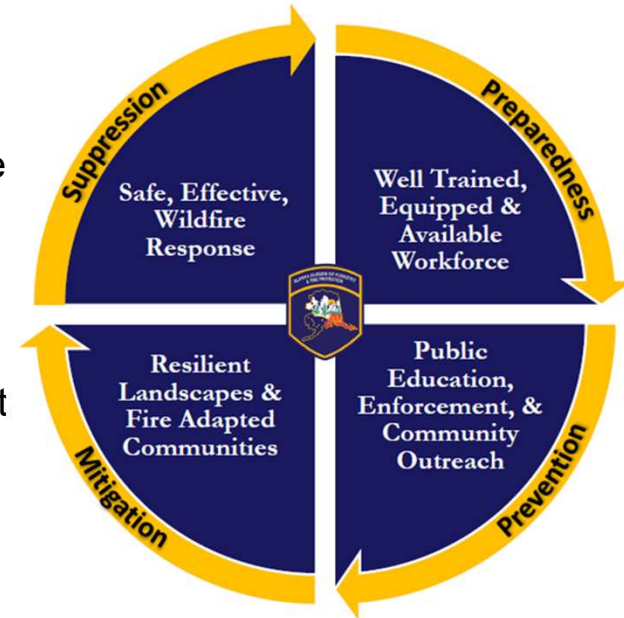 Suppression
Safe, Effective,
Wildfire
Response
Preparedness
Well Trained,
Equipped &
Available
Workforce
Resilient
Landscapes &
Fire Adapted
Communities
Mitigation
Public
Education,
Enforcement, &
Community
Outreach
Prevention